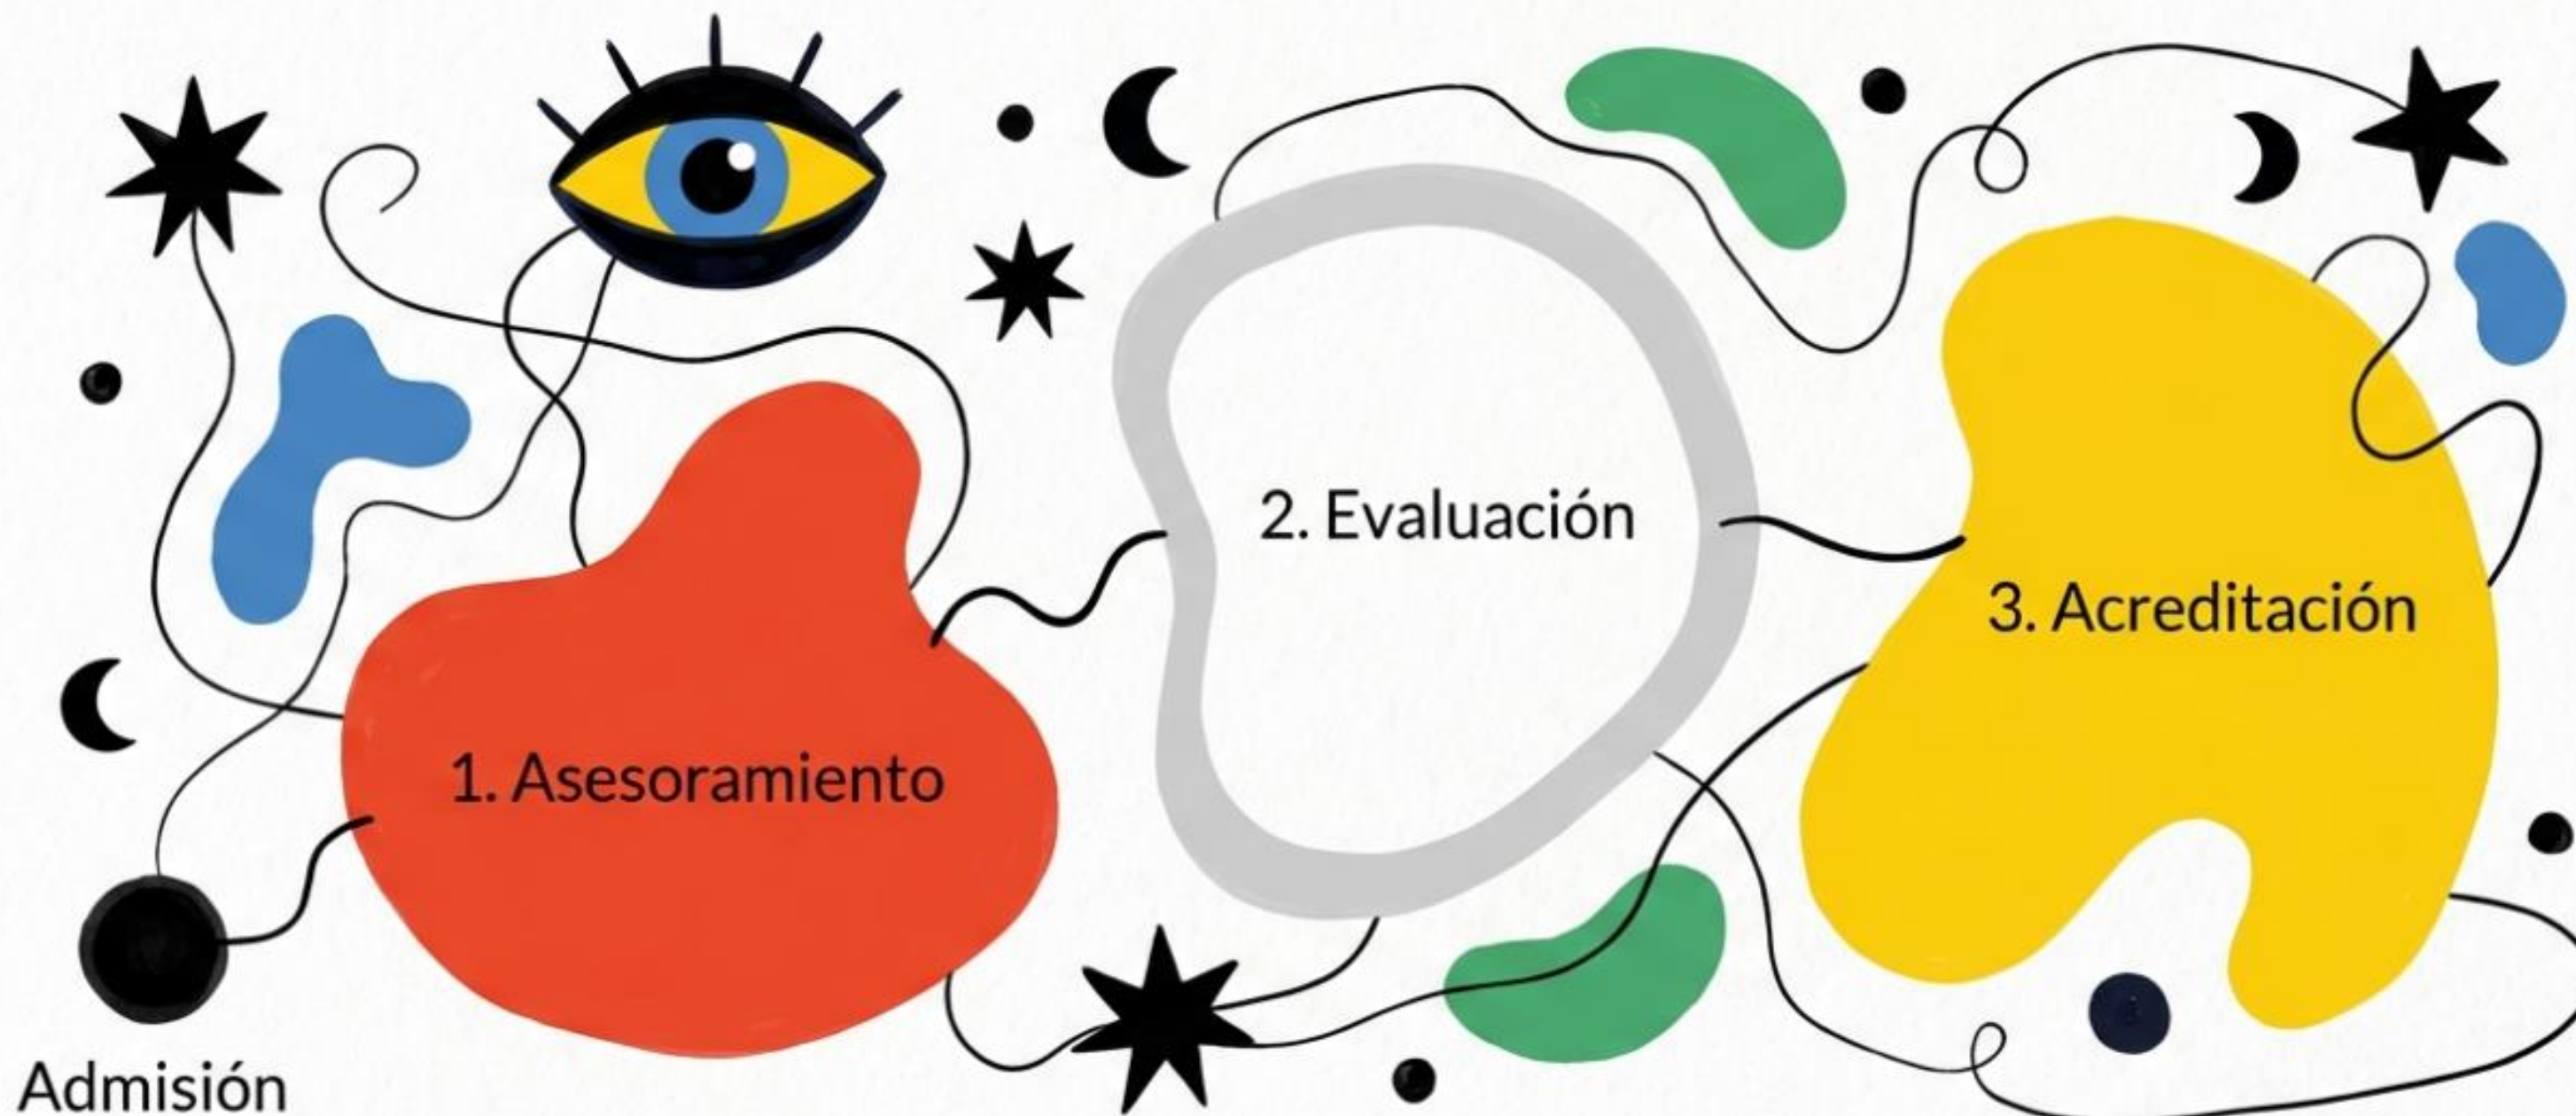 1. Asesoramiento
2. Evaluación
3. Acreditación
Admisión